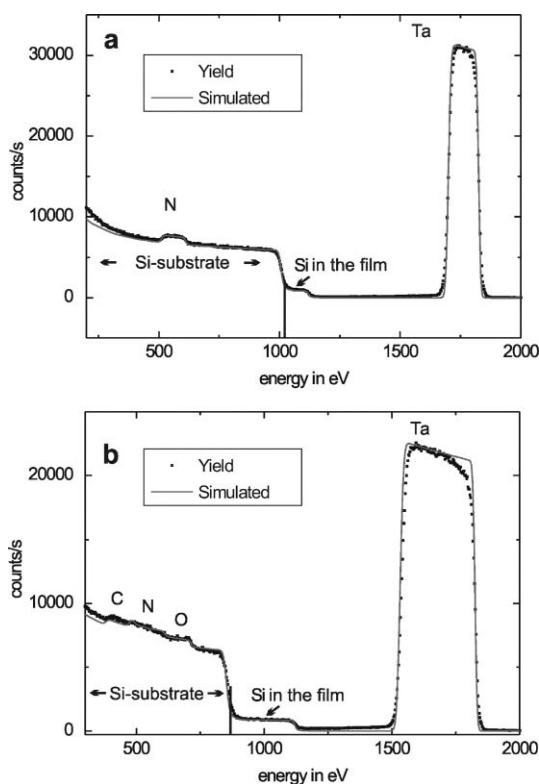 a
Ta
30000
Yield
Simulated
20000
counts/s
N
10000
Si-substrate
Si in the film
0
500
1000
1500
2000
energy in eV
b
Ta
Yield
Simulated
20000
counts/s
C
N
O
10000
Si-substrate
Si in the film
0
500
1000
1500
2000
energy in eV